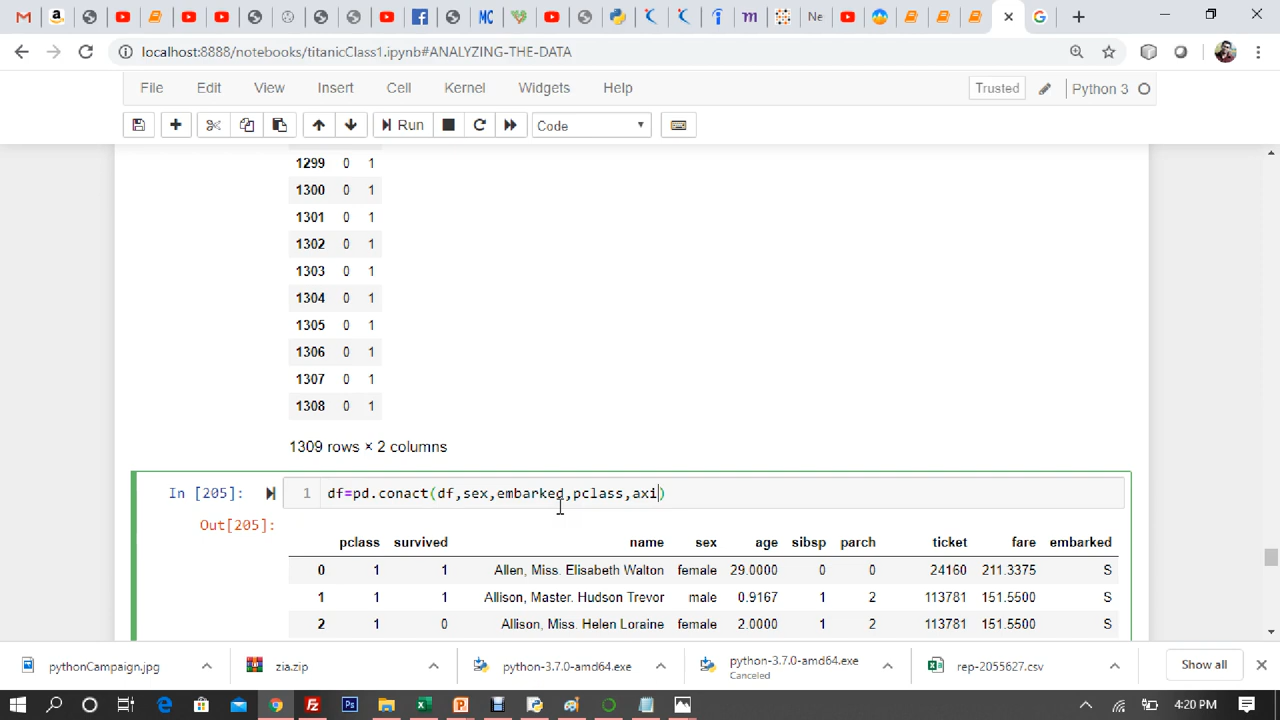 MC
Ne
localhost:8888/notebooks/titanicClass1.ipynb#ANALYZING-THE-DATA
File Edit View Insert Cell Kernel Widgets Help Trusted Python 3
Run Code
1299 0 1
1300 0 1
1301 0 1
1302 0 1
1303 0 1
1304 0 1
1305 0 1
1306 0 1
1307 0 1
1308 0 1
1309 rows × 2 columns
In [205]: 1 df=pd.conact(df,sex,embarked,pclass,axi)
Out[205]:
pclass survived name sex age sibsp parch ticket fare embarked
0 1 1 Allen, Miss. Elisabeth Walton female 29.0000 0 0 24160 211.3375 S
1 1 1 Allison, Master. Hudson Trevor male 0.9167 1 2 113781 151.5500 S
2 1 0 Allison, Miss. Helen Loraine female 2.0000 1 2 113781 151.5500 S
pythonCampaign.jpg zia.zip python-3.7.0-amd64.exe python-3.7.0-amd64.exe rep-2055627.csv Show all
Canceled
4:20 PM